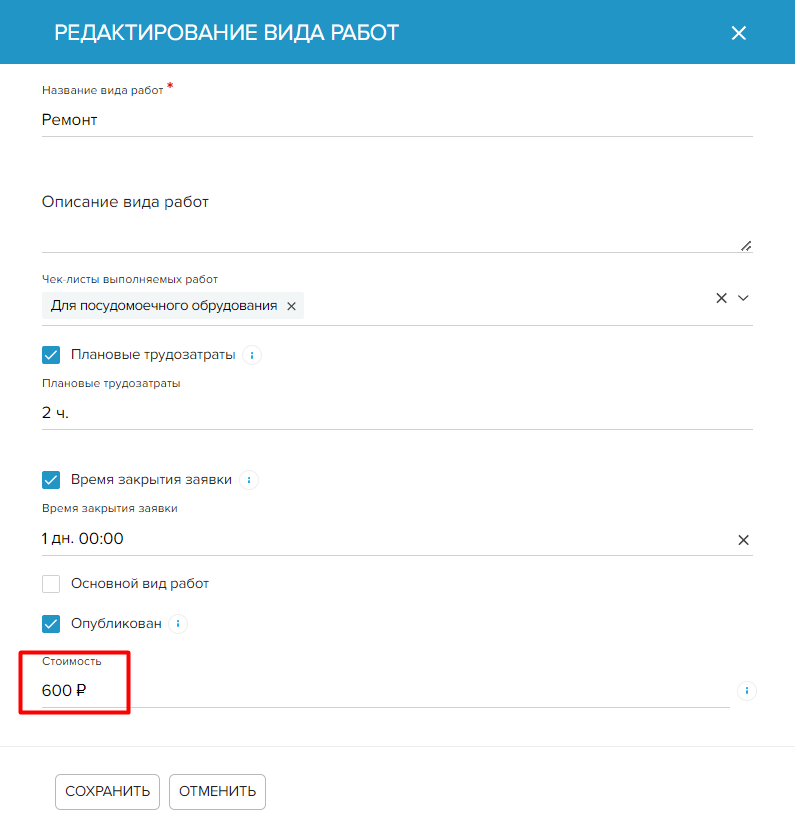 РЕДАКТИРОВАНИЕ ВИДА РАБОТ
Название вида работ *
Ремонт
Описание вида работ
Чек-листы выполняемых работ
Для посудомоечного обрудования
Плановые трудозатраты
Плановые трудозатраты
2 ч.
Время закрытия заявки
Время закрытия заявки
1 дн. 00:00
Основной вид работ
Опубликован
Стоимость
600 ₽
СОХРАНИТЬ ОТМЕНИТЬ